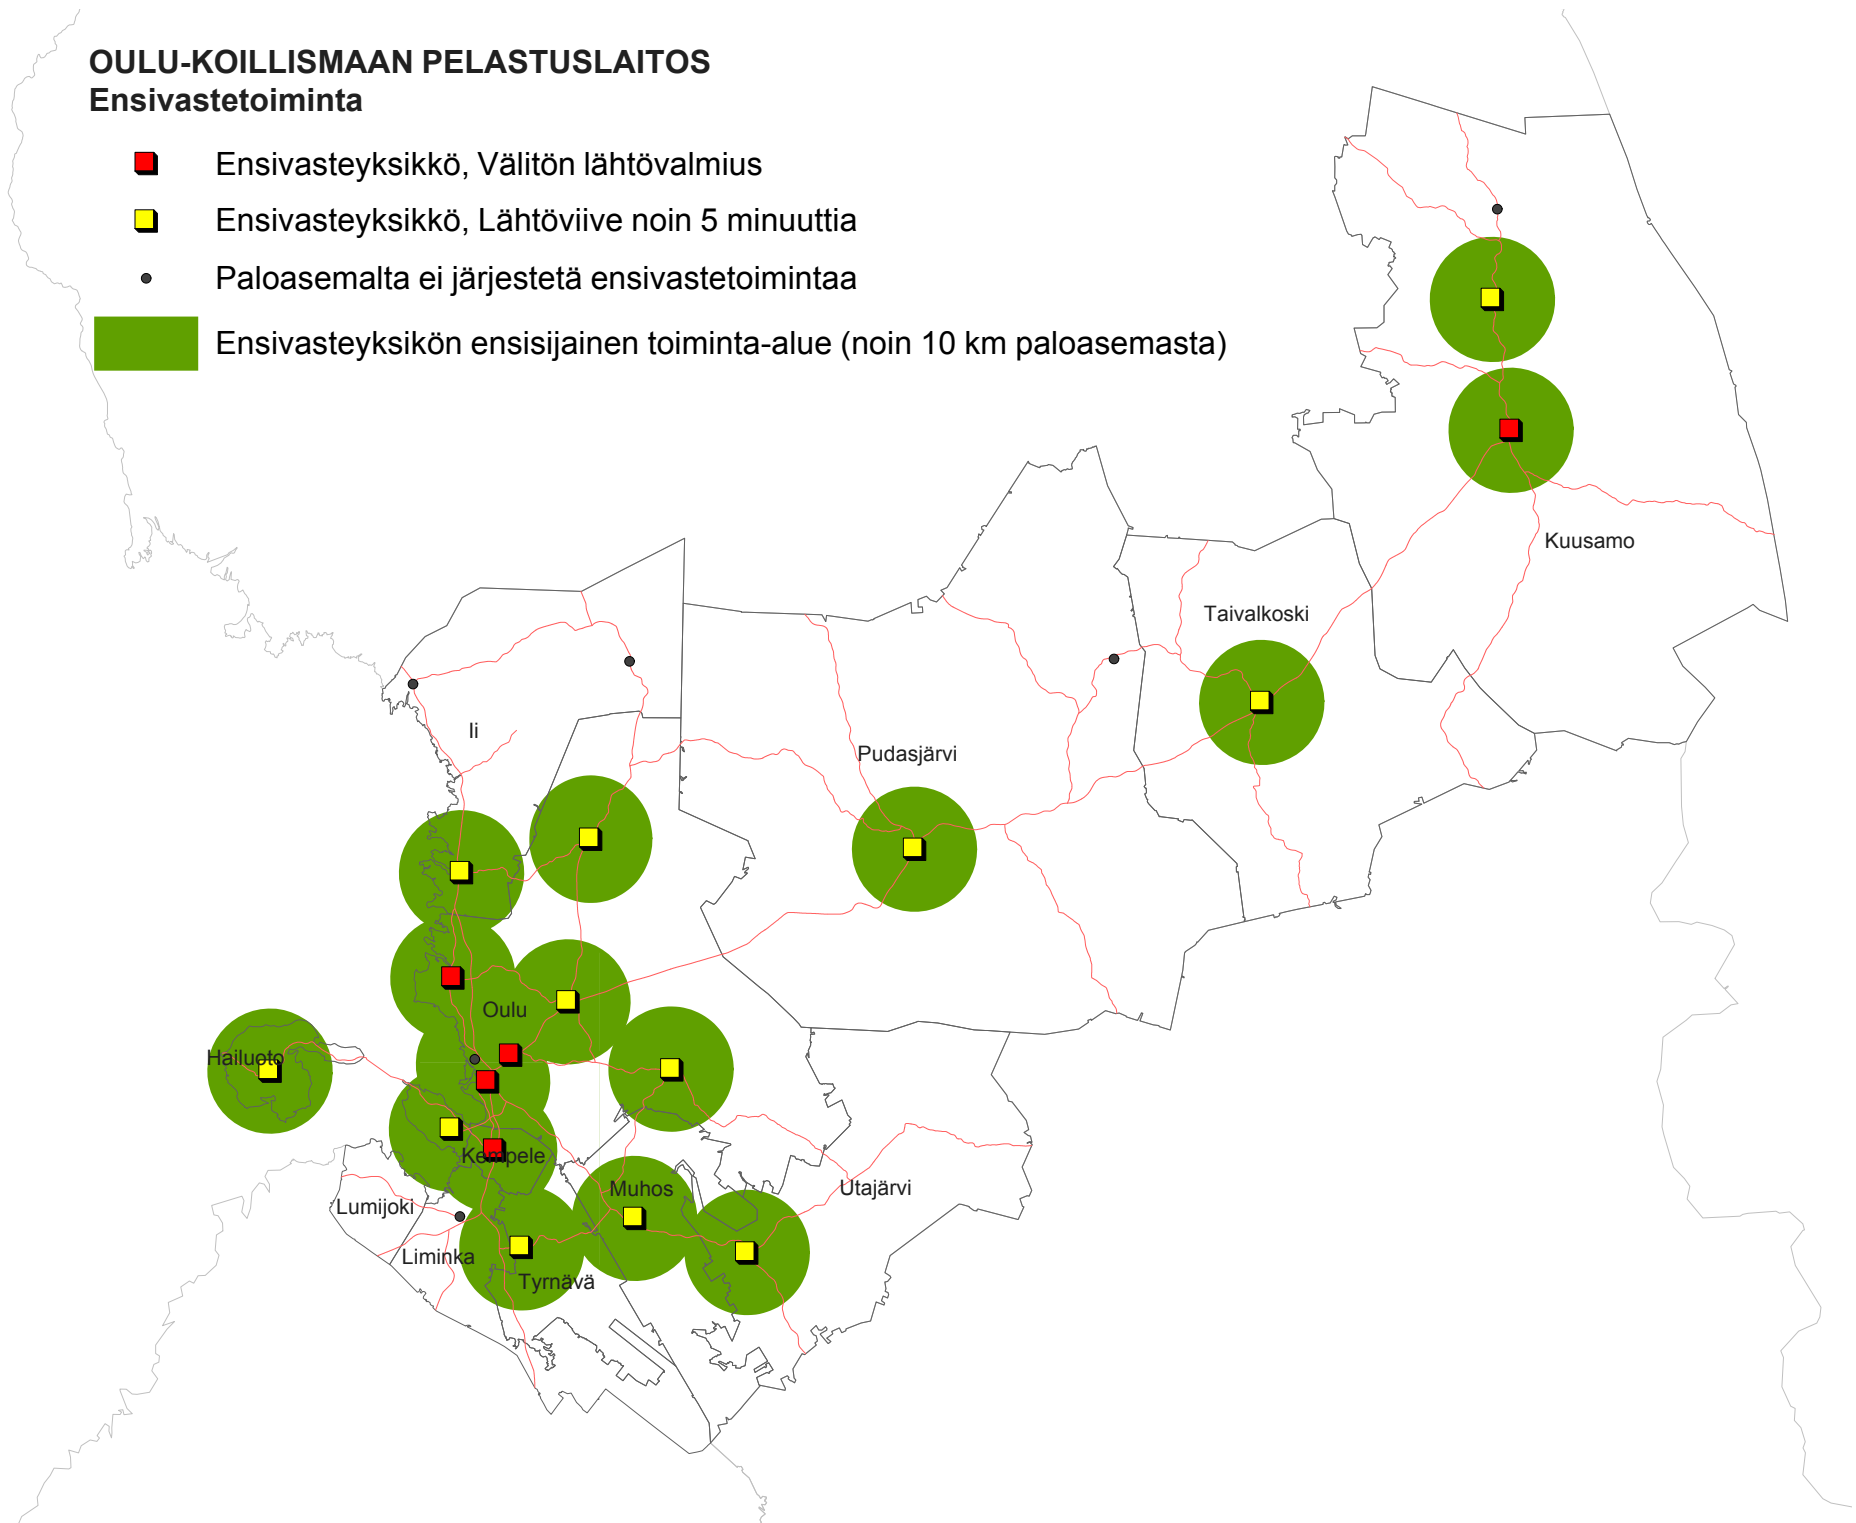 OULU-KOILLISMAAN PELASTUSLAITOS
Ensivastetoiminta
Ensivasteyksikkö, Välitön lähtövalmius
Ensivasteyksikkö, Lähtöviive noin 5 minuuttia
Paloasemalta ei järjestetä ensivastetoimintaa
Ensivasteyksikön ensisijainen toiminta-alue (noin 10 km paloasemasta)
Kuusamo
Taivalkoski
Ii
Pudasjärvi
Oulu
Hailuoto
Kempele
Muhos
Utajärvi
Lumijoki
Liminka
Tyrnävä